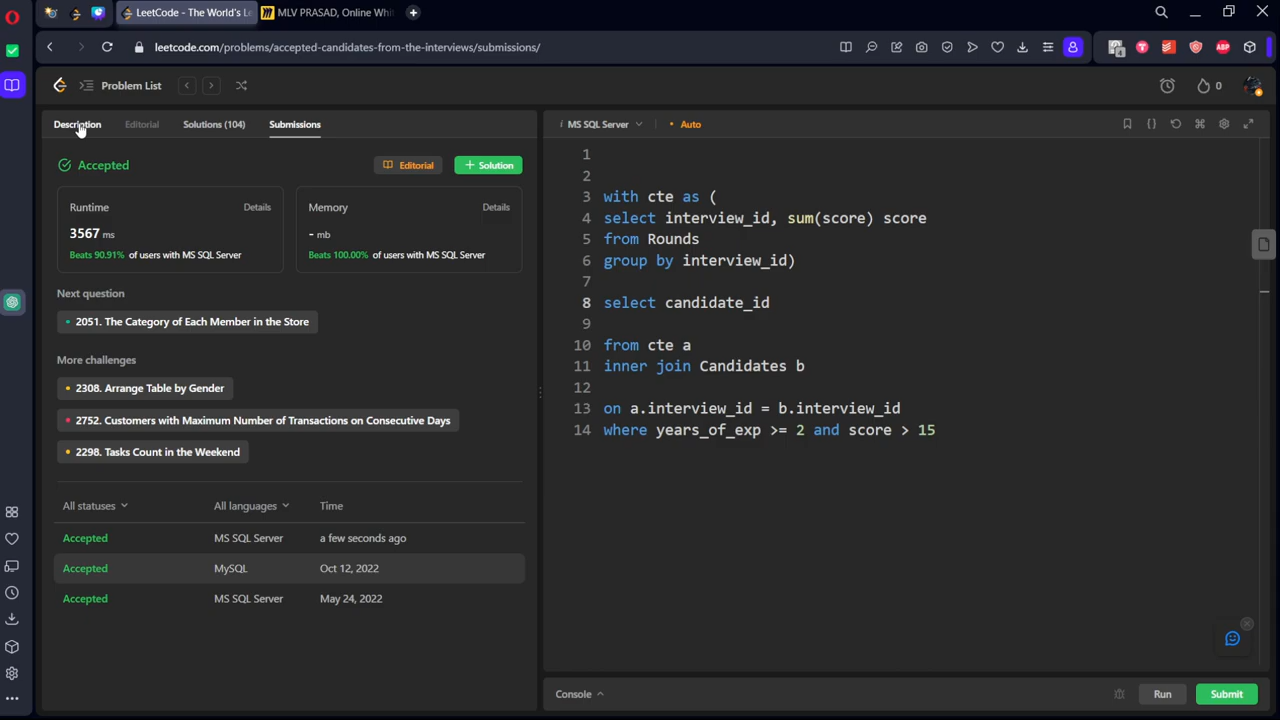 LeetCode - The World's Le
MLV PRASAD, Online Whi
leetcode.com/problems/accepted-candidates-from-the-interviews/submissions/
4
ABP
Problem List
0
Description
Editorial
Solutions (104)
Submissions
Accepted
Editorial
+ Solution
Runtime
Details
3567 ms
Beats 90.91% of users with MS SQL Server
Memory
Details
- mb
Beats 100.00% of users with MS SQL Server
Next question
2051. The Category of Each Member in the Store
More challenges
2308. Arrange Table by Gender
2752. Customers with Maximum Number of Transactions on Consecutive Days
2298. Tasks Count in the Weekend
All statuses
All languages
Time
Accepted MS SQL Server a few seconds ago
Accepted MySQL Oct 12, 2022
Accepted MS SQL Server May 24, 2022
i MS SQL Server
• Auto
{}
1
2
3 with cte as (
4 select interview_id, sum(score) score
5 from Rounds
6 group by interview_id)
7
8 select candidate_id
9
10 from cte a
11 inner join Candidates b
12
13 on a.interview_id = b.interview_id
14 where years_of_exp >= 2 and score > 15
Console
Run
Submit